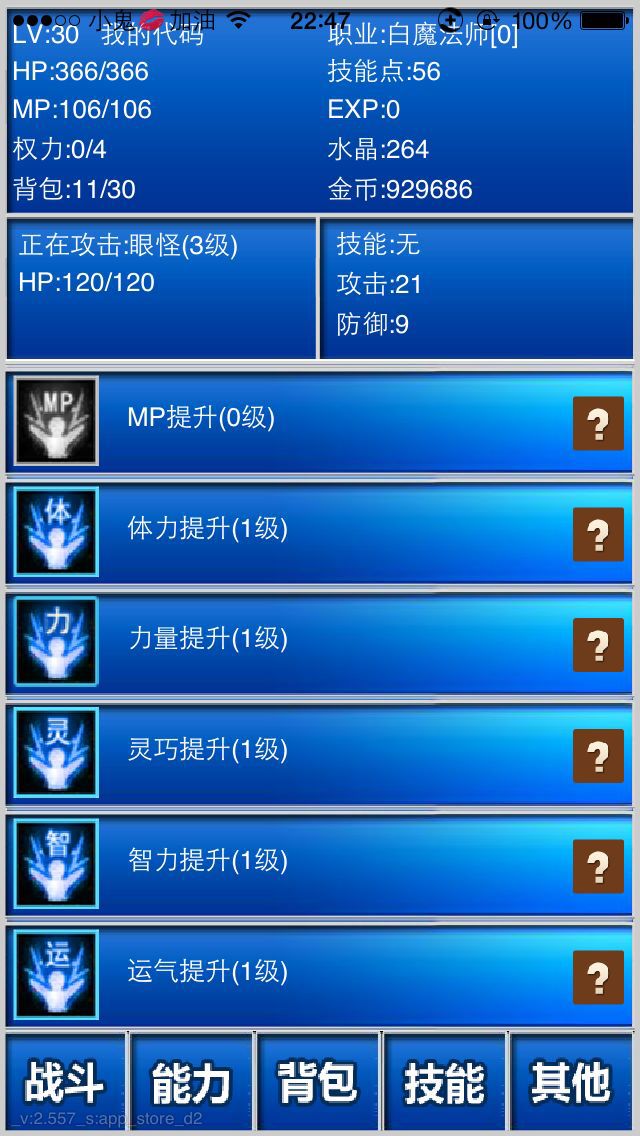 小鬼💋加油 22:47 100%
LV:30 我的代码 职业:白魔法师[0]
HP:366/366 技能点:56
MP:106/106 EXP:0
权力:0/4 水晶:264
背包:11/30 金币:929686
正在攻击:眼怪(3级) 技能:无
HP:120/120 攻击:21
防御:9
MP MP提升(0级) ?
体 体力提升(1级) ?
力 力量提升(1级) ?
灵 灵巧提升(1级) ?
智 智力提升(1级) ?
运 运气提升(1级) ?
战斗 能力 背包 技能 其他
_v:2.557_s:app_store_d2